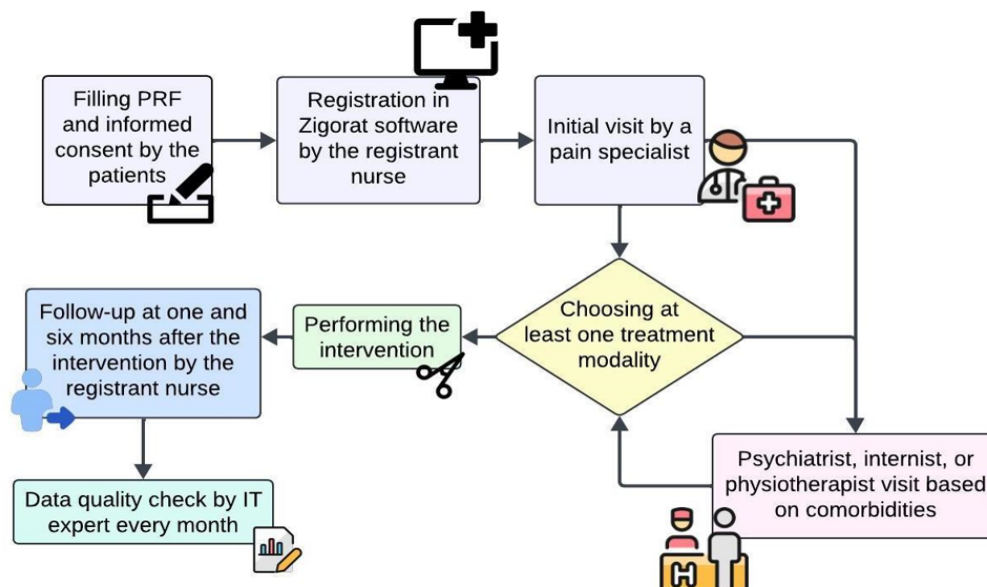 Filling PRF
and informed
consent by the
patients
Registration in
Zigorat software
by the registrant
nurse
Initial visit by a
pain specialist
Choosing at
least one treatment
modality
Performing the
intervention
Follow-up at one and
six months after the
intervention by the
registrant nurse
Data quality check by IT
expert every month
Psychiatrist, internist, or
physiotherapist visit based
on comorbidities
H